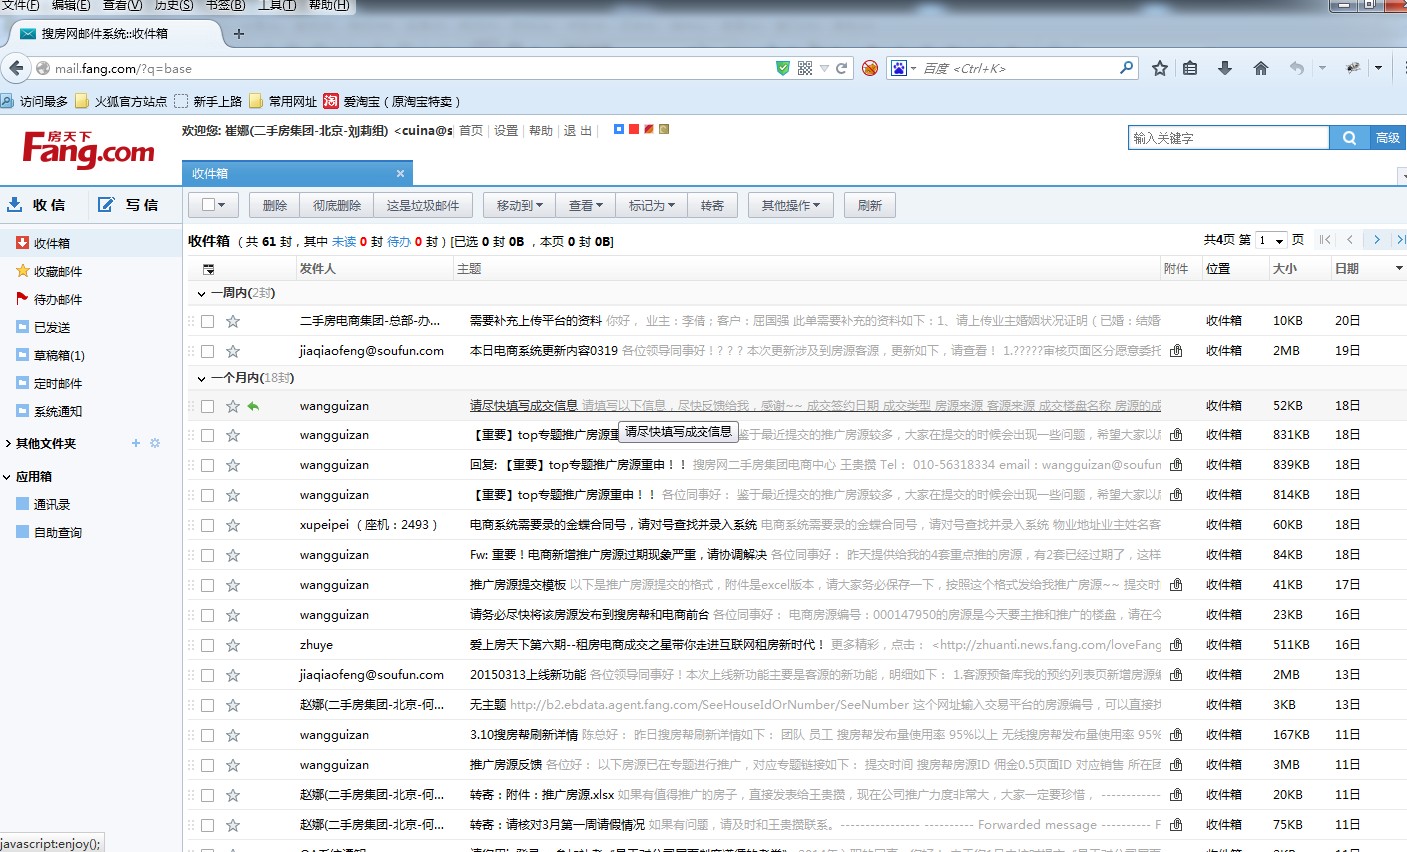 文件(F) 编辑(E) 查看(V) 历史(S) 书签(B) 工具(T) 帮助(H)
搜房网邮件系统::收件箱
mail.fang.com/?q=base
百度 <Ctrl+K>
访问最多 火狐官方站点 新手上路 常用网址 淘 爱淘宝（原淘宝特卖）
房天下
Fang.com
欢迎您: 崔娜(二手房集团-北京-刘莉组) <cuina@s 首页 | 设置 | 帮助 | 退 出 |
输入关键字 高级
收件箱
收 信 写 信
删除 彻底删除 这是垃圾邮件 移动到 查看 标记为 转寄 其他操作 刷新
收件箱
收藏邮件
待办邮件
已发送
草稿箱(1)
定时邮件
系统通知
其他文件夹
应用箱
通讯录
自助查询
收件箱（共 61 封，其中 未读 0 封 待办 0 封）[已选 0 封 0B ，本页 0 封 0B]
共4页 第 1 页
发件人 主题 附件 位置 大小 日期
一周内(2封)
二手房电商集团-总部-办... 需要补充上传平台的资料 你好， 业主：李倩；客户：屈国强 此单需要补充的资料如下：1、请上传业主婚姻状况证明（已婚：结婚 收件箱 10KB 20日
jiaqiaofeng@soufun.com 本日电商系统更新内容0319 各位领导同事好！? ? ? 本次更新涉及到房源客源，更新如下，请查看！ 1.?????审核页面区分愿意委托 收件箱 2MB 19日
一个月内(18封)
wangguizan 请尽快填写成交信息 请填写以下信息，尽快反馈给我，感谢~~ 成交签约日期 成交类型 房源来源 客源来源 成交楼盘名称 房源的成 收件箱 52KB 18日
wangguizan 【重要】top专题推广房源重 鉴于最近提交的推广房源较多，大家在提交的时候会出现一些问题，希望大家以后 收件箱 831KB 18日
请尽快填写成交信息
wangguizan 回复: 【重要】top专题推广房源重申！！ 搜房网二手房集团电商中心 王贵攒 Tel： 010-56318334 email：wangguizan@soufun 收件箱 839KB 18日
wangguizan 【重要】top专题推广房源重申！！ 各位同事好： 鉴于最近提交的推广房源较多，大家在提交的时候会出现一些问题，希望大家以后 收件箱 814KB 18日
xupeipei（座机：2493） 电商系统需要录的金蝶合同号，请对号查找并录入系统 电商系统需要录的金蝶合同号，请对号查找并录入系统 物业地址业主姓名客 收件箱 60KB 18日
wangguizan Fw: 重要！电商新增推广房源过期现象严重，请协调解决 各位同事好： 昨天提供给我的4套重点推的房源，有2套已经过期了，这样 收件箱 84KB 18日
wangguizan 推广房源提交模板 以下是推广房源提交的格式，附件是excel版本，请大家务必保存一下，按照这个格式发给我推广房源~~ 提交时 收件箱 41KB 17日
wangguizan 请务必尽快将该房源发布到搜房帮和电商前台 各位同事好： 电商房源编号：000147950的房源是今天要主推和推广的楼盘，请在今 收件箱 23KB 16日
zhuye 爱上房天下第六期--租房电商成交之星带你走进互联网租房新时代！ 更多精彩，点击： <http://zhuanti.news.fang.com/loveFang 收件箱 511KB 16日
jiaqiaofeng@soufun.com 20150313上线新功能 各位领导同事好！本次上线新功能主要是客源的新功能，明细如下： 1.客源预备库我的预约列表页新增房源编 收件箱 2MB 13日
赵娜(二手房集团-北京-何... 无主题 http://b2.ebdata.agent.fang.com/SeeHouseIdOrNumber/SeeNumber 这个网址输入交易平台的房源编号，可以直接找 收件箱 3KB 13日
wangguizan 3.10搜房帮刷新详情 陈总好： 昨日搜房帮刷新详情如下： 团队 员工 搜房帮发布量使用率 95%以上 无线搜房帮发布量使用率 95% 收件箱 167KB 11日
wangguizan 推广房源反馈 各位好： 以下房源已在专题进行推广，对应专题链接如下： 提交时间 搜房帮房源ID 佣金0.5页面ID 对应销售 所在团 收件箱 3MB 11日
赵娜(二手房集团-北京-何... 转寄：附件：推广房源.xlsx 如果有值得推广的房子，直接发表给王贵攒，现在公司推广力度非常大，大家一定要珍惜， ------------ 收件箱 20KB 11日
赵娜(二手房集团-北京-何... 转寄：请核对3月第一周请假情况 如果有问题，请及时和王贵攒联系。--------------- ---------- Forwarded message ---------- F 收件箱 75KB 11日
javascript:enjoy();